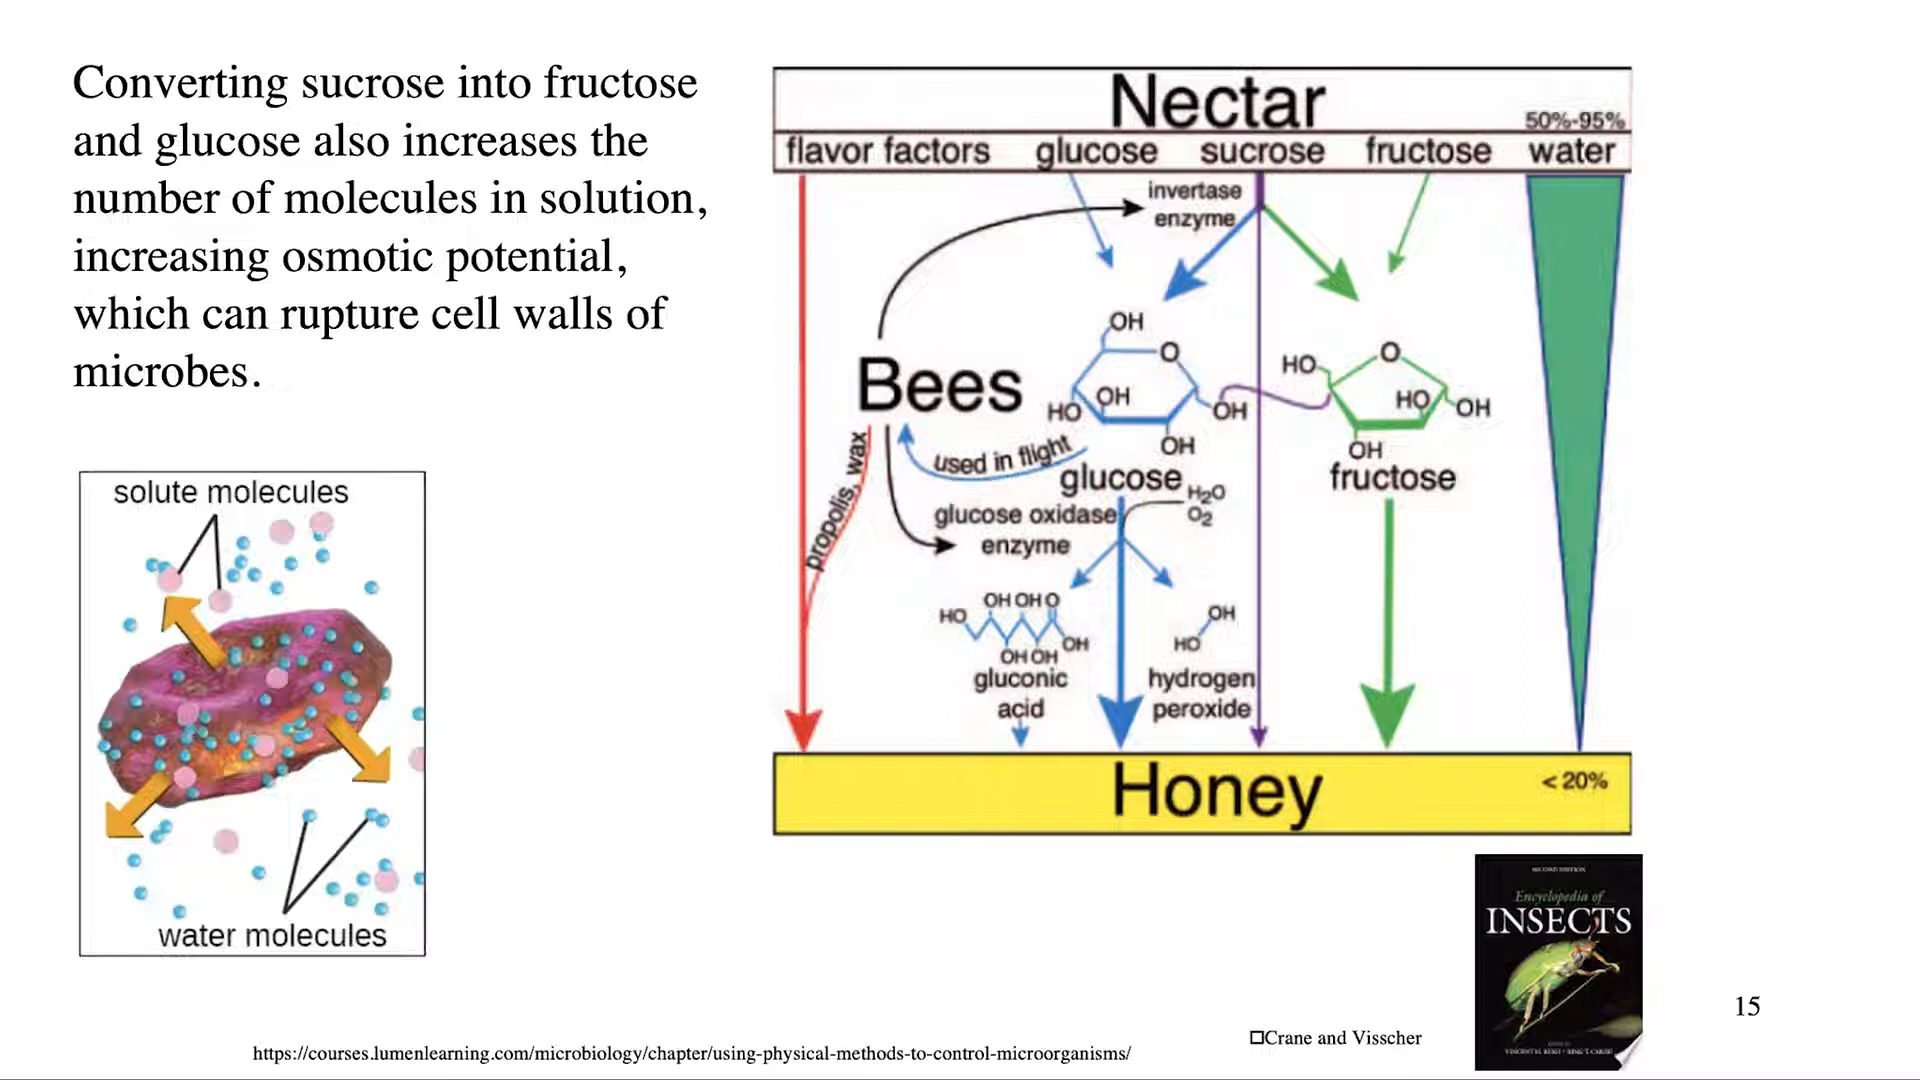 Converting sucrose into fructose
and glucose also increases the
number of molecules in solution,
increasing osmotic potential,
which can rupture cell walls of
microbes.
solute molecules
water molecules
Nectar
50%-95%
flavor factors glucose sucrose fructose water
invertase
enzyme
OH
O
OH
HO
OH
OH
O
HO
HO
OH
OH
Bees
used in flight
propolis, wax
glucose
fructose
H2O
O2
glucose oxidase
enzyme
OH OH O
HO
OH
OH OH
gluconic
acid
OH
HO
hydrogen
peroxide
Honey
< 20%
SECOND EDITION
Encyclopedia of
INSECTS
15
☐Crane and Visscher
https://courses.lumenlearning.com/microbiology/chapter/using-physical-methods-to-control-microorganisms/